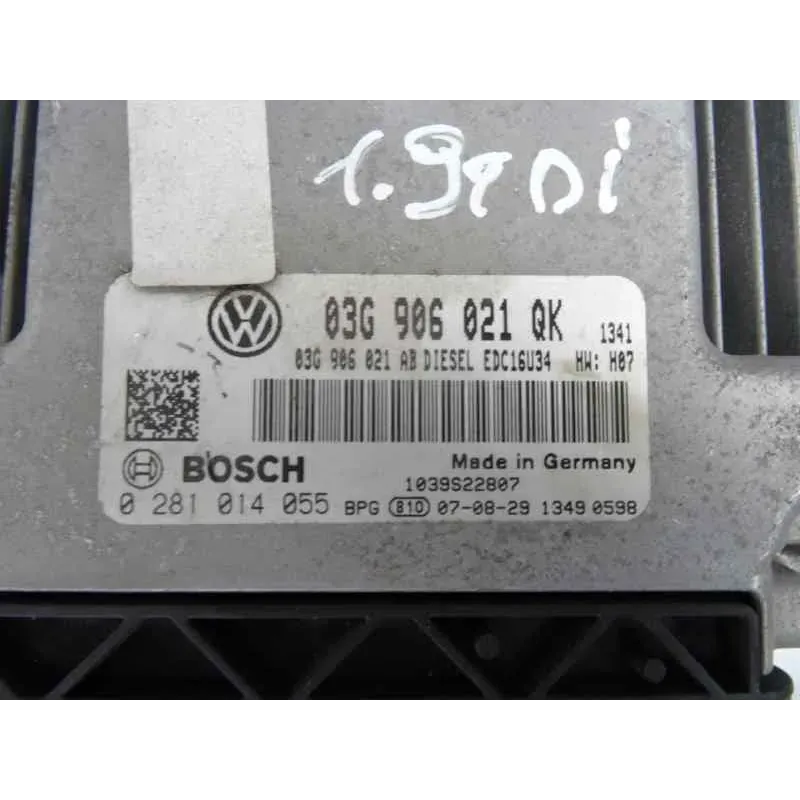 1.9TDi
03G 906 021 QK 1341
03G 906 021 AB DIESEL EDC16U34 HW: H07
BOSCH Made in Germany
1039S22807
0 281 014 055 BPG 810 07-08-29 1349 0598